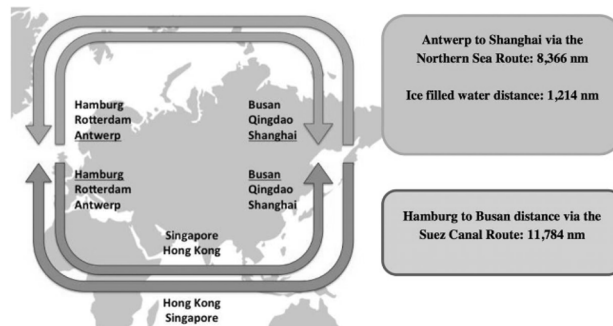 Hamburg
Rotterdam
Antwerp
Busan
Qingdao
Shanghai
Hamburg
Rotterdam
Antwerp
Busan
Qingdao
Shanghai
Singapore
Hong Kong
Hong Kong
Singapore
Antwerp to Shanghai via the
Northern Sea Route: 8,366 nm
Ice filled water distance: 1,214 nm
Hamburg to Busan distance via the
Suez Canal Route: 11,784 nm